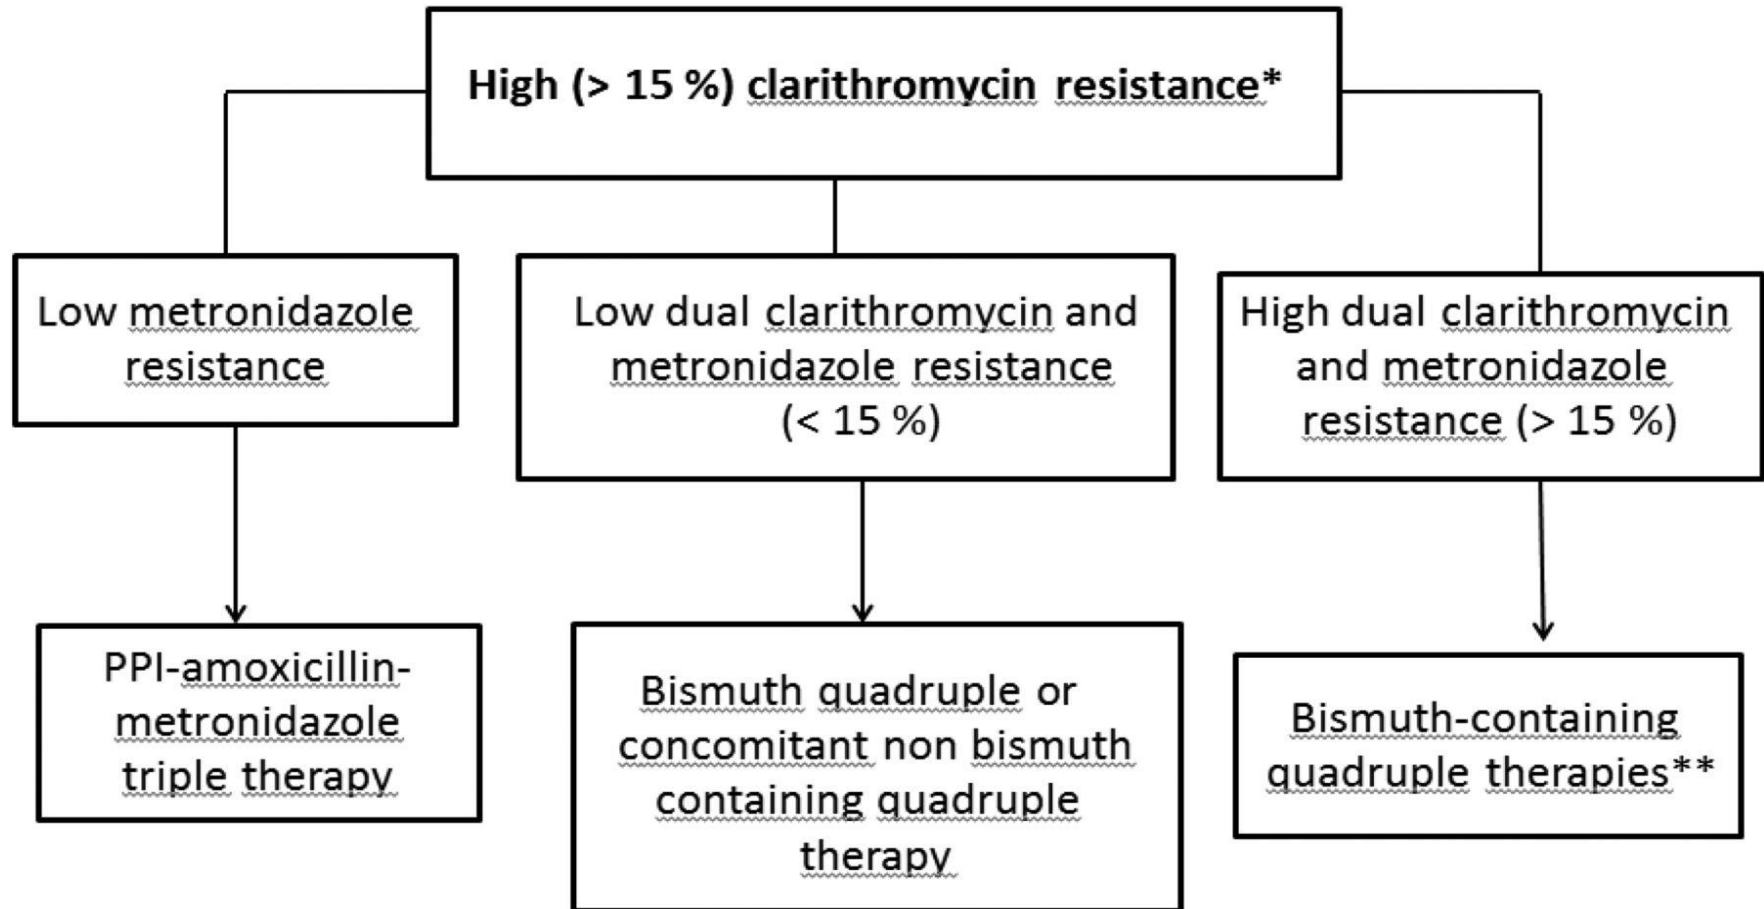 High (> 15 %) clarithromycin resistance*
Low metronidazole
resistance
Low dual clarithromycin and
metronidazole resistance
(< 15 %)
High dual clarithromycin
and metronidazole
resistance (> 15 %)
PPI-amoxicillin-
metronidazole
triple therapy
Bismuth quadruple or
concomitant non bismuth
containing quadruple
therapy
Bismuth-containing
quadruple therapies**